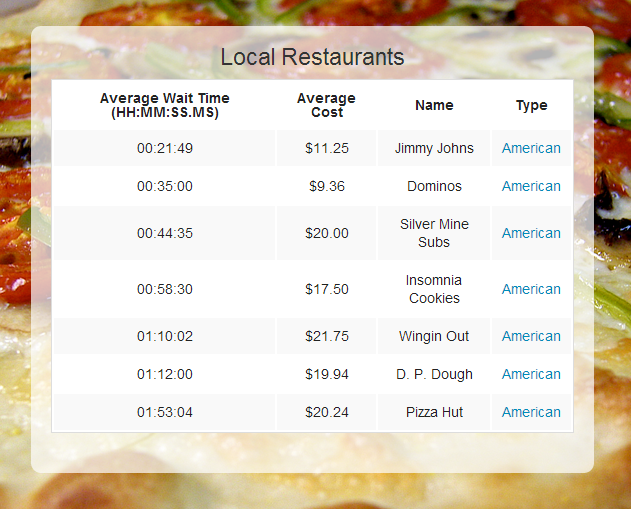 Local Restaurants
Average Wait Time (HH:MM:SS.MS) Average Cost Name Type
00:21:49 $11.25 Jimmy Johns American
00:35:00 $9.36 Dominos American
00:44:35 $20.00 Silver Mine Subs American
00:58:30 $17.50 Insomnia Cookies American
01:10:02 $21.75 Wingin Out American
01:12:00 $19.94 D. P. Dough American
01:53:04 $20.24 Pizza Hut American